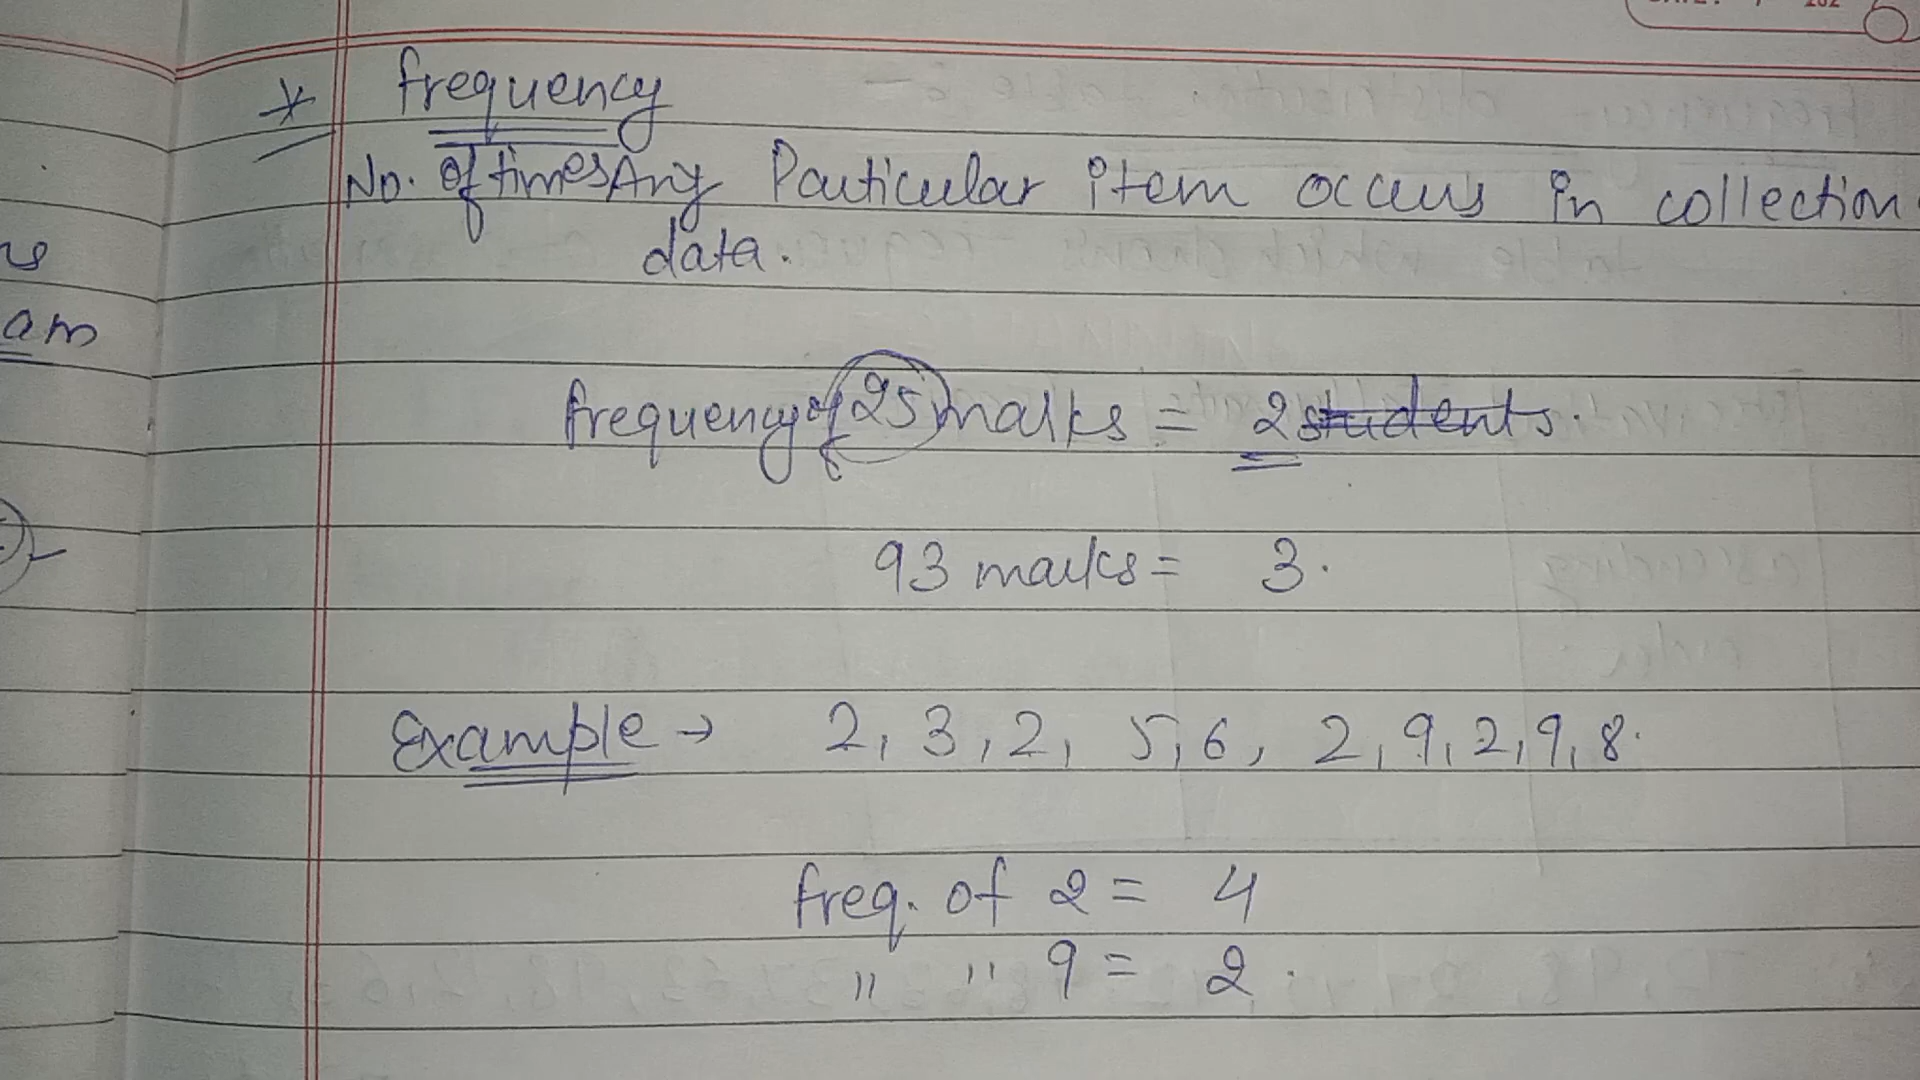 * frequency
No. of times Any Particular item occurs in collection
data.
frequency of 25 marks = 2 students.
93 marks = 3.
Example → 2, 3, 2, 5, 6, 2, 9, 2, 9, 8.
freq. of 2 = 4
" " 9 = 2.
am